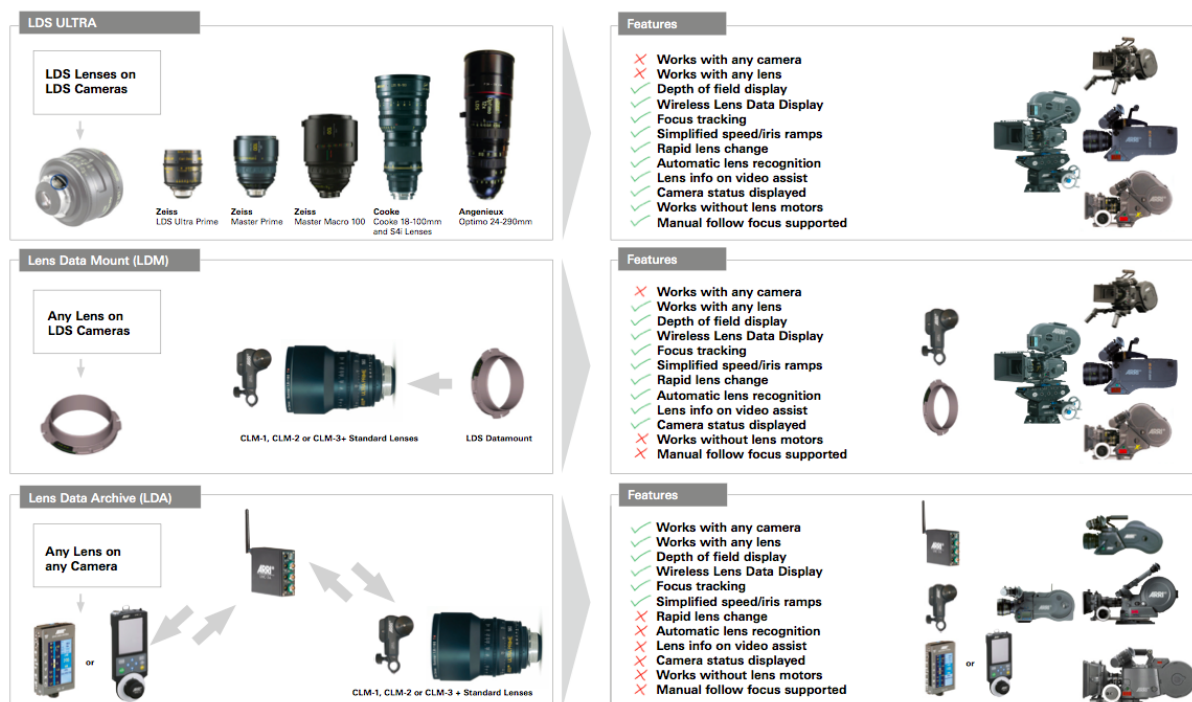 LDS ULTRA
LDS Lenses on
LDS Cameras
Zeiss
LDS Ultra Prime
Zeiss
Master Prime
Zeiss
Master Macro 100
Cooke
Cooke 18-100mm
and S4i Lenses
Angenieux
Optimo 24-290mm
Features
Works with any camera
Works with any lens
Depth of field display
Wireless Lens Data Display
Focus tracking
Simplified speed/iris ramps
Rapid lens change
Automatic lens recognition
Lens info on video assist
Camera status displayed
Works without lens motors
Manual follow focus supported
Lens Data Mount (LDM)
Any Lens on
LDS Cameras
CLM-1, CLM-2 or CLM-3+ Standard Lenses
LDS Datamount
Features
Works with any camera
Works with any lens
Depth of field display
Wireless Lens Data Display
Focus tracking
Simplified speed/iris ramps
Rapid lens change
Automatic lens recognition
Lens info on video assist
Camera status displayed
Works without lens motors
Manual follow focus supported
Lens Data Archive (LDA)
Any Lens on
any Camera
ARRI
or
CLM-1, CLM-2 or CLM-3 + Standard Lenses
Features
Works with any camera
Works with any lens
Depth of field display
Wireless Lens Data Display
Focus tracking
Simplified speed/iris ramps
Rapid lens change
Automatic lens recognition
Lens info on video assist
Camera status displayed
Works without lens motors
Manual follow focus supported
or